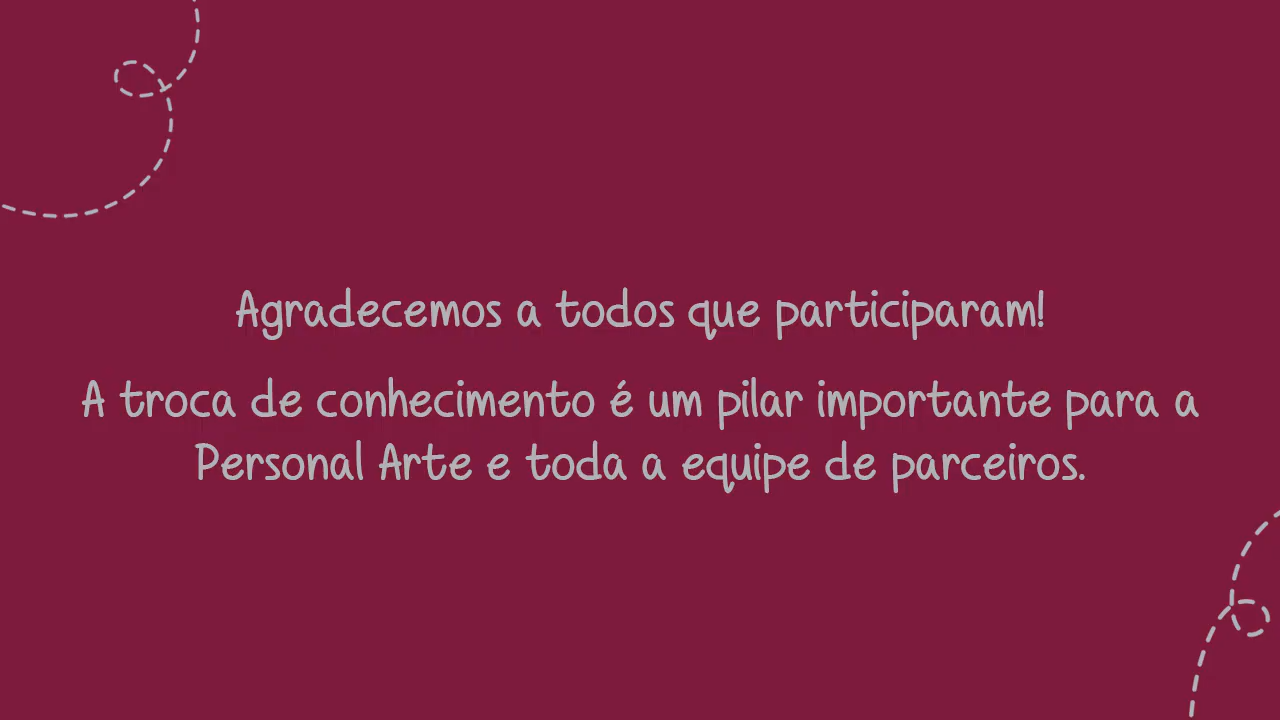 Agradecemos a todos que participaram!
A troca de conhecimento é um pilar importante para a
Personal Arte e toda a equipe de parceiros.